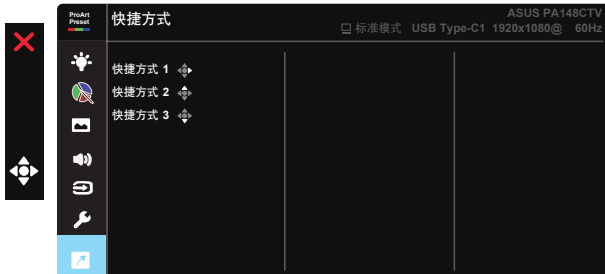 ProArt
Preset
快捷方式
ASUS PA148CTV
标准模式 USB Type-C1 1920x1080@ 60Hz
快捷方式 1
快捷方式 2
快捷方式 3